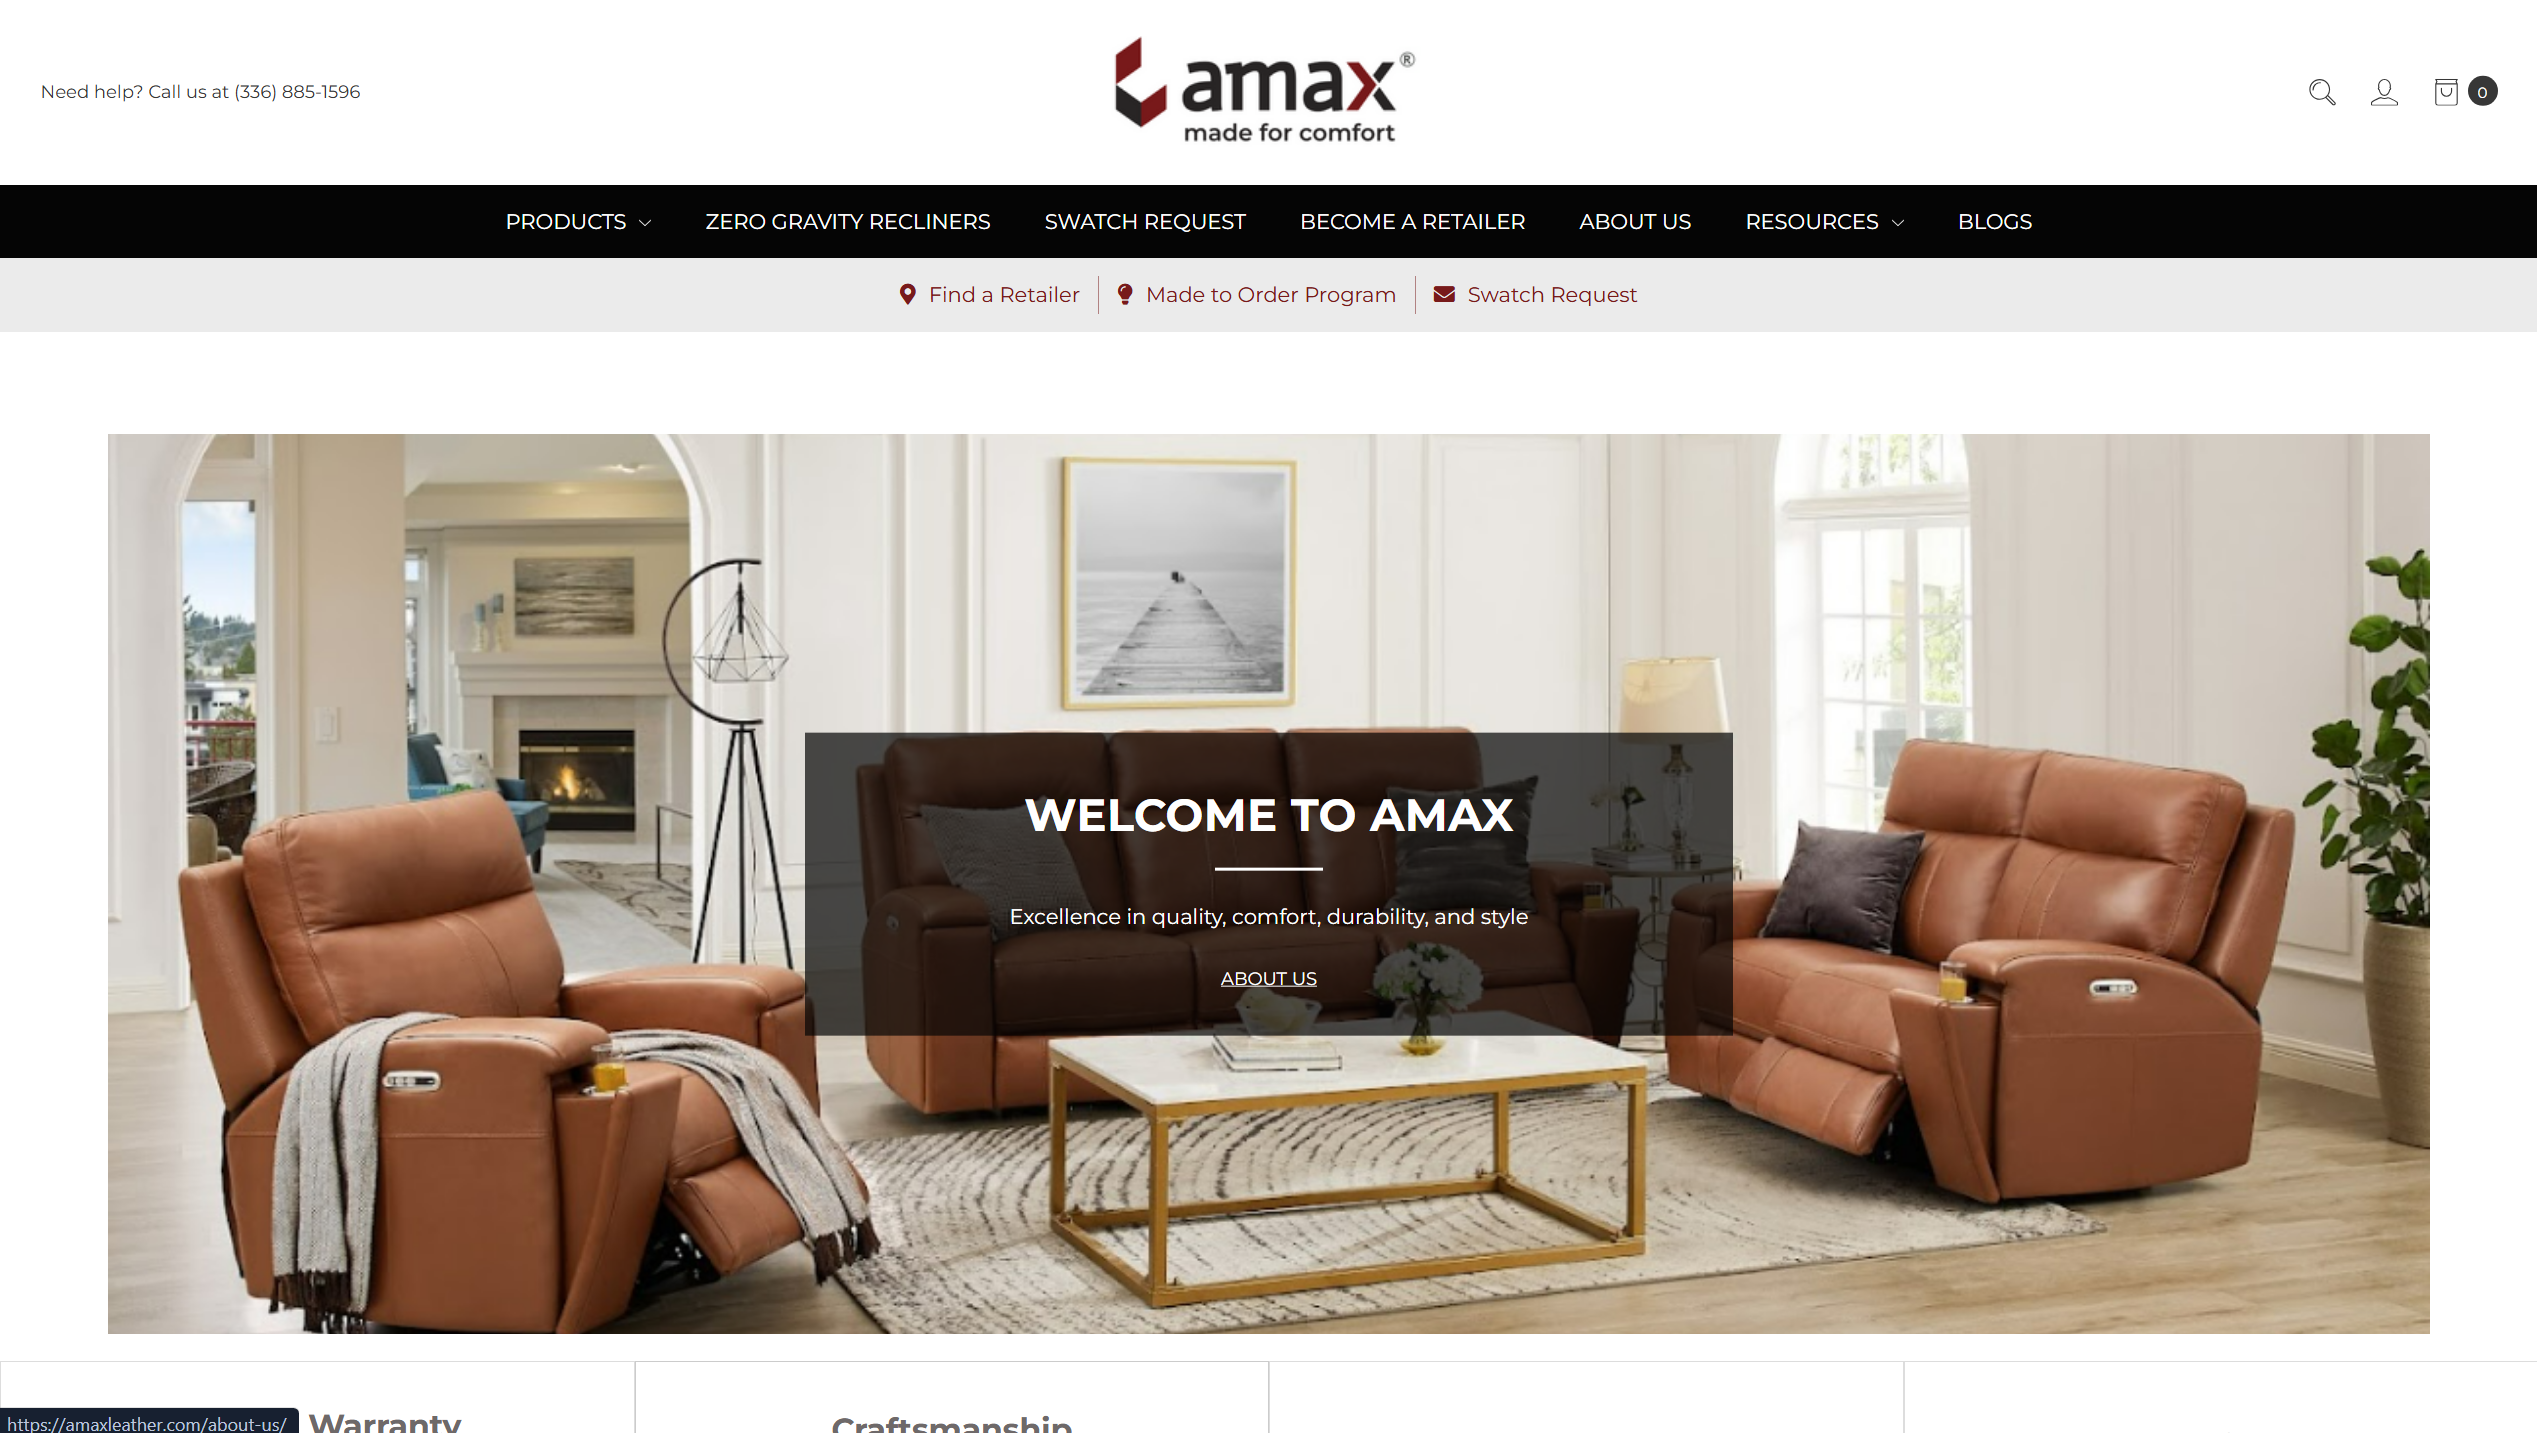 Need help? Call us at (336) 885-1596
amax®
made for comfort
0
PRODUCTS ZERO GRAVITY RECLINERS SWATCH REQUEST BECOME A RETAILER ABOUT US RESOURCES BLOGS
Find a Retailer Made to Order Program Swatch Request
WELCOME TO AMAX
Excellence in quality, comfort, durability, and style
ABOUT US
Warranty Craftsmanship
https://amaxleather.com/about-us/